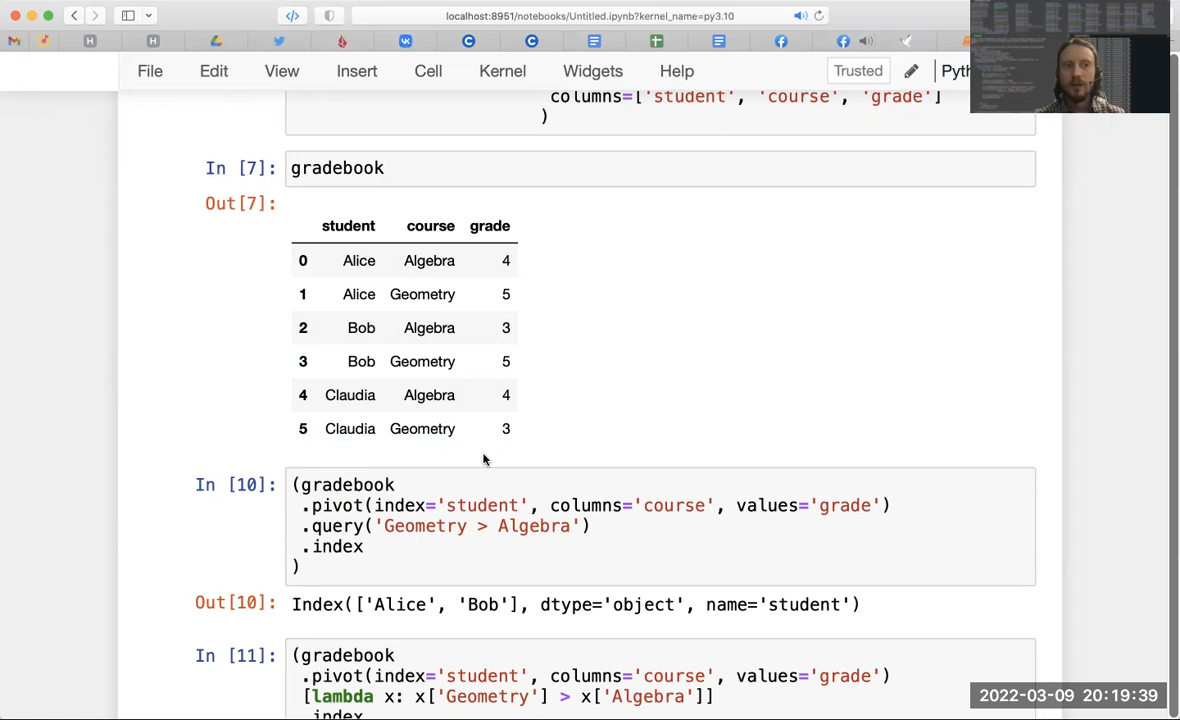 localhost:8951/notebooks/Untitled.ipynb?kernel_name=py3.10
File Edit View Insert Cell Kernel Widgets Help Trusted Pyth
columns=['student', 'course', 'grade']
)
In [7]: gradebook
Out[7]:
student course grade
0 Alice Algebra 4
1 Alice Geometry 5
2 Bob Algebra 3
3 Bob Geometry 5
4 Claudia Algebra 4
5 Claudia Geometry 3
In [10]: (gradebook
.pivot(index='student', columns='course', values='grade')
.query('Geometry > Algebra')
.index
)
Out[10]: Index(['Alice', 'Bob'], dtype='object', name='student')
In [11]: (gradebook
.pivot(index='student', columns='course', values='grade')
[lambda x: x['Geometry'] > x['Algebra']]
.index
2022-03-09 20:19:39